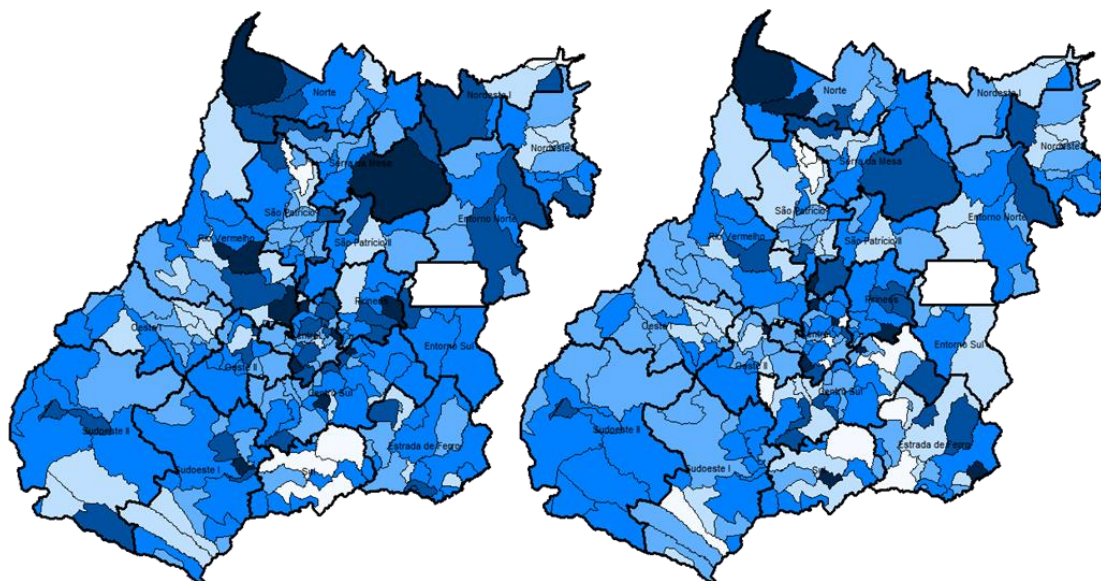 Norte
Nordeste I
Nordeste
Serra da Mesa
São Patrício I
Entorno Norte
Rio Vermelho
São Patrício II
Pirineus
Oeste I
Entorno Sul
Oeste II
Centro Sul
Sudoeste II
Estrada de Ferro
Sudoeste I
Sul
Norte
Nordeste I
Nordeste
Serra da Mesa
São Patrício
Entorno Norte
Rio Vermelho
São Patrício II
Pirineus
Oeste I
Entorno Sul
Oeste II
Centro Sul
Sudoeste II
Estrada de Ferro
Sudoeste I
Sul